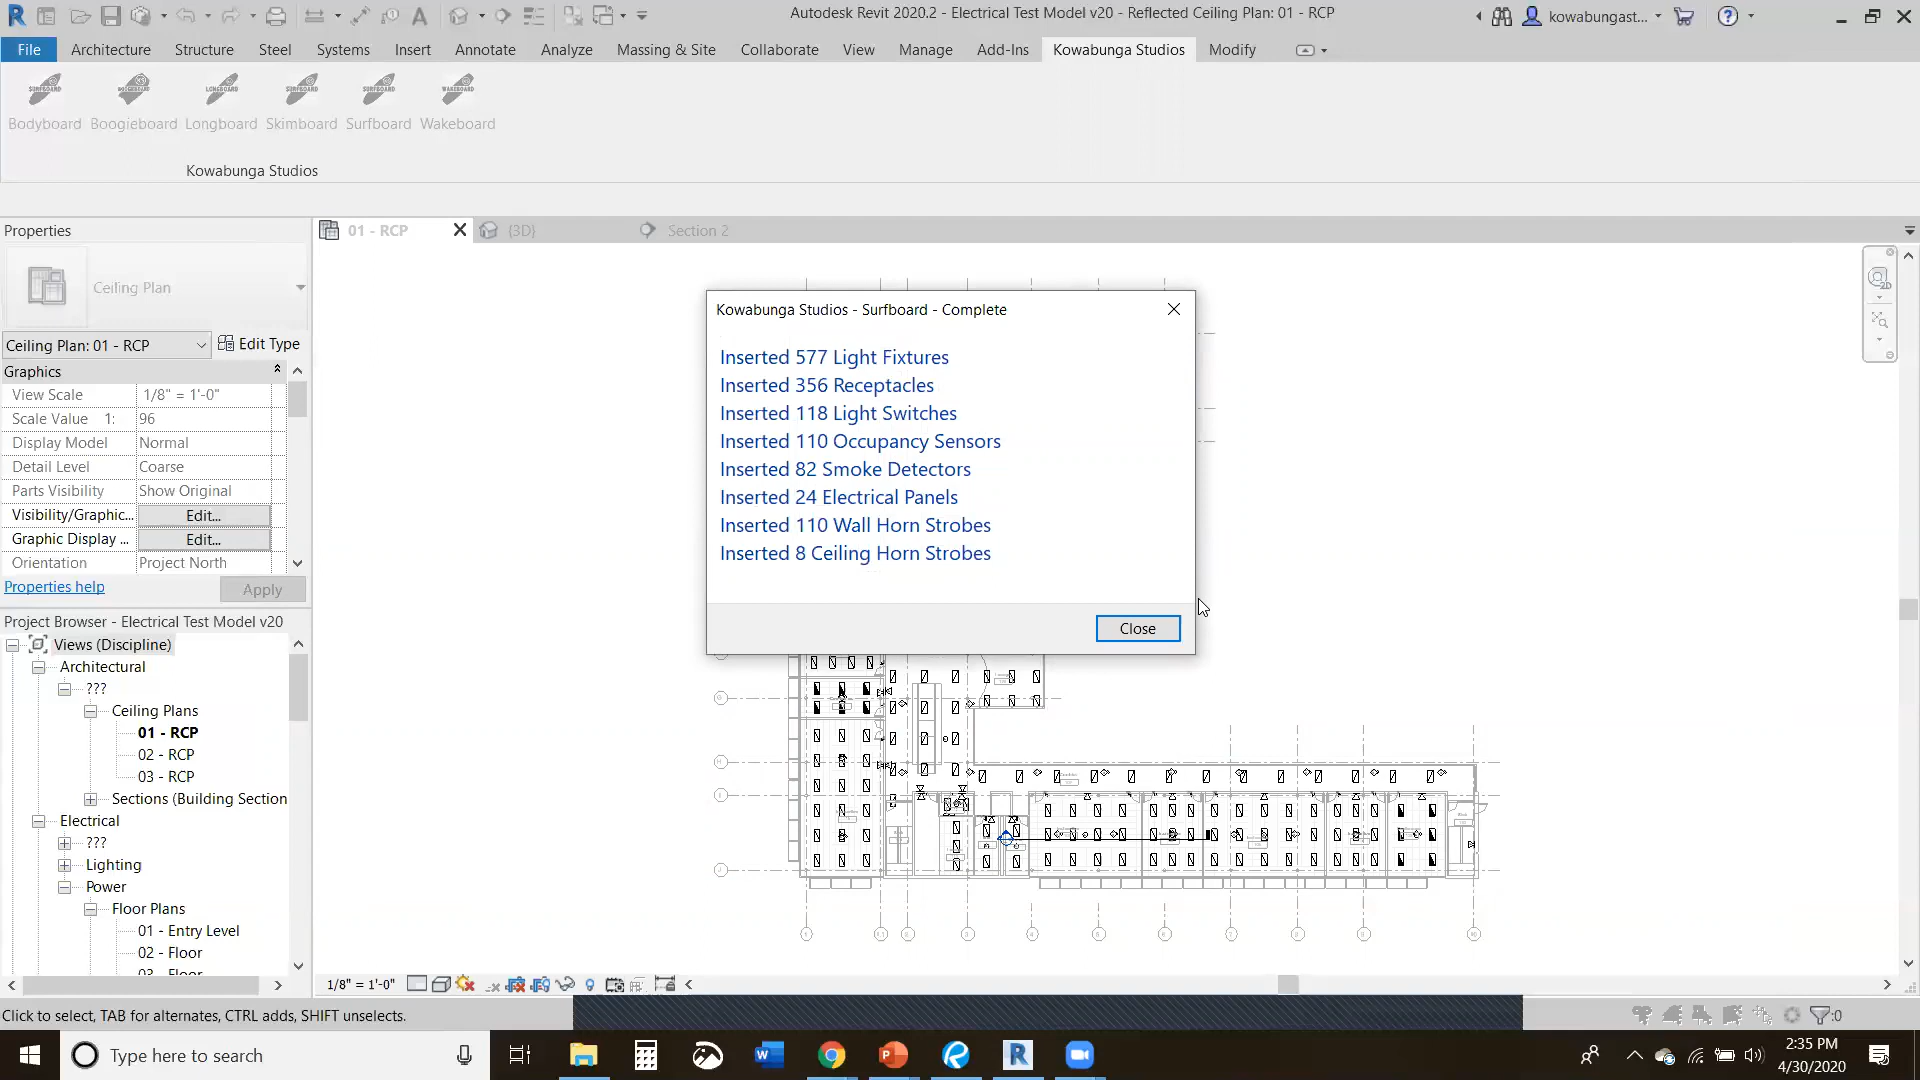 Autodesk Revit 2020.2 - Electrical Test Model v20 - Reflected Ceiling Plan: 01 - RCP
kowabungast...
File
Architecture
Structure
Steel
Systems
Insert
Annotate
Analyze
Massing & Site
Collaborate
View
Manage
Add-Ins
Kowabunga Studios
Modify
SURFBOARD
LONGBOARD
SURFBOARD
SURFBOARD
WAKEBOARD
Bodyboard
Boogieboard
Longboard
Skimboard
Surfboard
Wakeboard
Kowabunga Studios
Properties
01 - RCP
{3D}
Section 2
Ceiling Plan
2D
Ceiling Plan: 01 - RCP
Edit Type
Graphics
View Scale
1/8" = 1'-0"
Scale Value 1:
96
Display Model
Normal
Detail Level
Coarse
Parts Visibility
Show Original
Visibility/Graphic...
Edit...
Graphic Display ...
Edit...
Orientation
Project North
Properties help
Apply
Kowabunga Studios - Surfboard - Complete
Inserted 577 Light Fixtures
Inserted 356 Receptacles
Inserted 118 Light Switches
Inserted 110 Occupancy Sensors
Inserted 82 Smoke Detectors
Inserted 24 Electrical Panels
Inserted 110 Wall Horn Strobes
Inserted 8 Ceiling Horn Strobes
Close
Project Browser - Electrical Test Model v20
Views (Discipline)
Architectural
???
Ceiling Plans
01 - RCP
02 - RCP
03 - RCP
Sections (Building Section
Electrical
???
Lighting
Power
Floor Plans
01 - Entry Level
02 - Floor
03 - Floor
1/8" = 1'-0"
Click to select, TAB for alternates, CTRL adds, SHIFT unselects.
:0
Type here to search
2:35 PM
4/30/2020